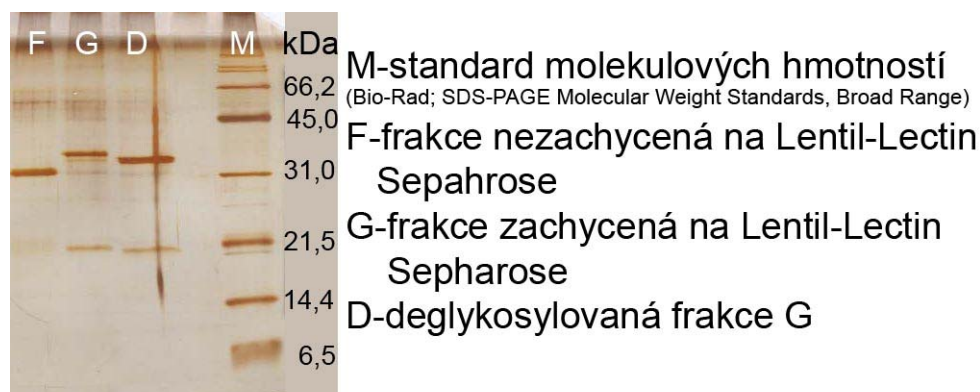 F G D M kDa
66,2
45,0
31,0
21,5
14,4
6,5
M-standard molekulových hmotností
(Bio-Rad; SDS-PAGE Molecular Weight Standards, Broad Range)
F-frakce nezachycená na Lentil-Lectin
Sepahrose
G-frakce zachycená na Lentil-Lectin
Sepharose
D-deglykosylovaná frakce G